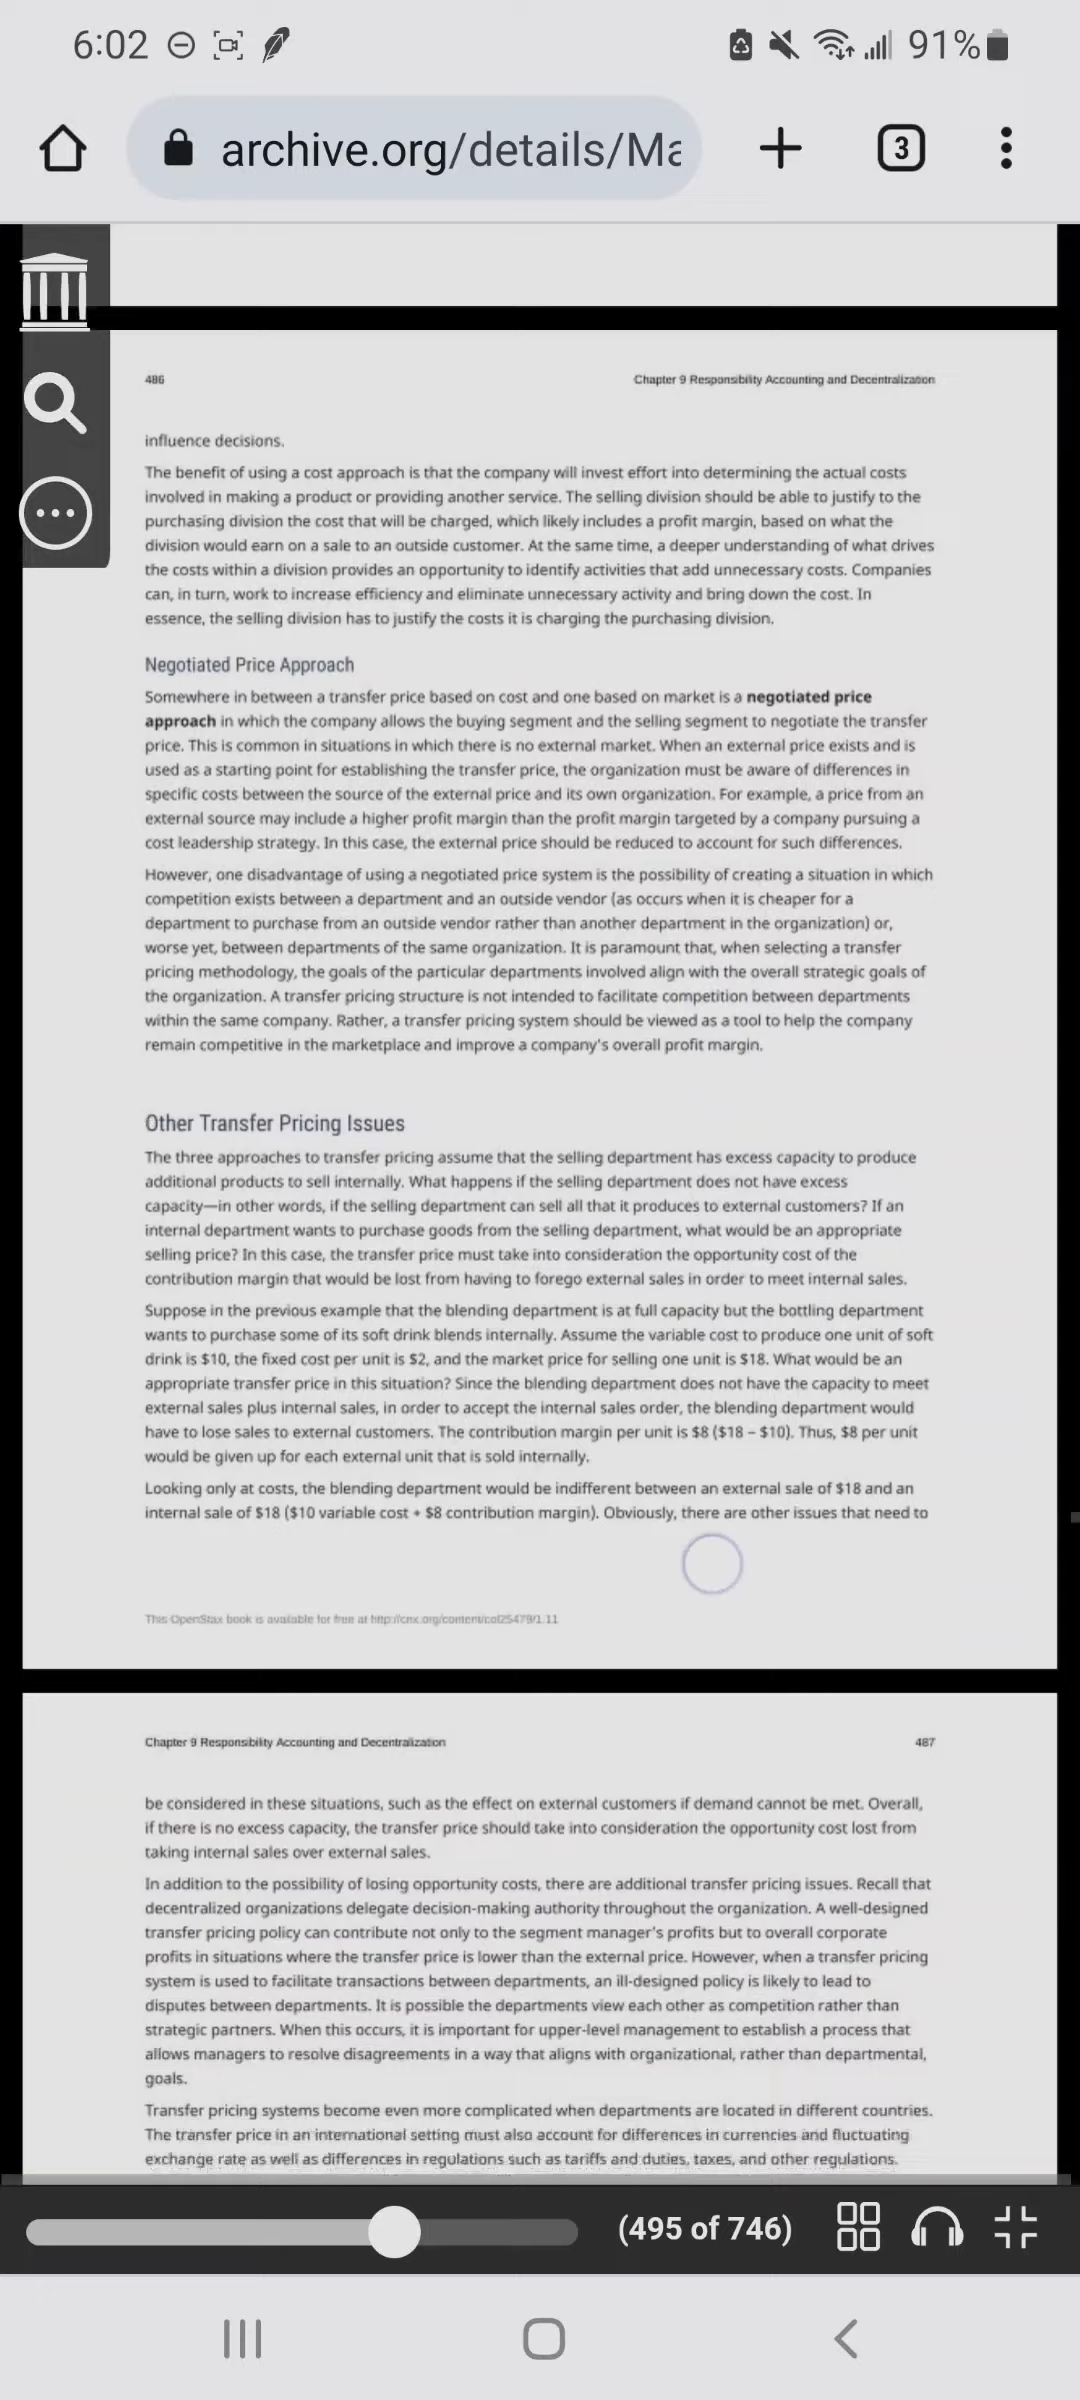 6:02
91%
archive.org/details/Ma
3
486
Chapter 9 Responsibility Accounting and Decentralization
influence decisions.
The benefit of using a cost approach is that the company will invest effort into determining the actual costs
involved in making a product or providing another service. The selling division should be able to justify to the
purchasing division the cost that will be charged, which likely includes a profit margin, based on what the
division would earn on a sale to an outside customer. At the same time, a deeper understanding of what drives
the costs within a division provides an opportunity to identify activities that add unnecessary costs. Companies
can, in turn, work to increase efficiency and eliminate unnecessary activity and bring down the cost. In
essence, the selling division has to justify the costs it is charging the purchasing division.
Negotiated Price Approach
Somewhere in between a transfer price based on cost and one based on market is a negotiated price
approach in which the company allows the buying segment and the selling segment to negotiate the transfer
price. This is common in situations in which there is no external market. When an external price exists and is
used as a starting point for establishing the transfer price, the organization must be aware of differences in
specific costs between the source of the external price and its own organization. For example, a price from an
external source may include a higher profit margin than the profit margin targeted by a company pursuing a
cost leadership strategy. In this case, the external price should be reduced to account for such differences.
However, one disadvantage of using a negotiated price system is the possibility of creating a situation in which
competition exists between a department and an outside vendor (as occurs when it is cheaper for a
department to purchase from an outside vendor rather than another department in the organization) or,
worse yet, between departments of the same organization. It is paramount that, when selecting a transfer
pricing methodology, the goals of the particular departments involved align with the overall strategic goals of
the organization. A transfer pricing structure is not intended to facilitate competition between departments
within the same company. Rather, a transfer pricing system should be viewed as a tool to help the company
remain competitive in the marketplace and improve a company's overall profit margin.
Other Transfer Pricing Issues
The three approaches to transfer pricing assume that the selling department has excess capacity to produce
additional products to sell internally. What happens if the selling department does not have excess
capacity—in other words, if the selling department can sell all that it produces to external customers? If an
internal department wants to purchase goods from the selling department, what would be an appropriate
selling price? In this case, the transfer price must take into consideration the opportunity cost of the
contribution margin that would be lost from having to forego external sales in order to meet internal sales.
Suppose in the previous example that the blending department is at full capacity but the bottling department
wants to purchase some of its soft drink blends internally. Assume the variable cost to produce one unit of soft
drink is $10, the fixed cost per unit is $2, and the market price for selling one unit is $18. What would be an
appropriate transfer price in this situation? Since the blending department does not have the capacity to meet
external sales plus internal sales, in order to accept the internal sales order, the blending department would
have to lose sales to external customers. The contribution margin per unit is $8 ($18 – $10). Thus, $8 per unit
would be given up for each external unit that is sold internally.
Looking only at costs, the blending department would be indifferent between an external sale of $18 and an
internal sale of $18 ($10 variable cost + $8 contribution margin). Obviously, there are other issues that need to
This OpenStax book is available for free at http://cnx.org/content/col25479/1.11
Chapter 9 Responsibility Accounting and Decentralization
487
be considered in these situations, such as the effect on external customers if demand cannot be met. Overall,
if there is no excess capacity, the transfer price should take into consideration the opportunity cost lost from
taking internal sales over external sales.
In addition to the possibility of losing opportunity costs, there are additional transfer pricing issues. Recall that
decentralized organizations delegate decision-making authority throughout the organization. A well-designed
transfer pricing policy can contribute not only to the segment manager's profits but to overall corporate
profits in situations where the transfer price is lower than the external price. However, when a transfer pricing
system is used to facilitate transactions between departments, an ill-designed policy is likely to lead to
disputes between departments. It is possible the departments view each other as competition rather than
strategic partners. When this occurs, it is important for upper-level management to establish a process that
allows managers to resolve disagreements in a way that aligns with organizational, rather than departmental,
goals.
Transfer pricing systems become even more complicated when departments are located in different countries.
The transfer price in an international setting must also account for differences in currencies and fluctuating
exchange rate as well as differences in regulations such as tariffs and duties, taxes, and other regulations.
(495 of 746)